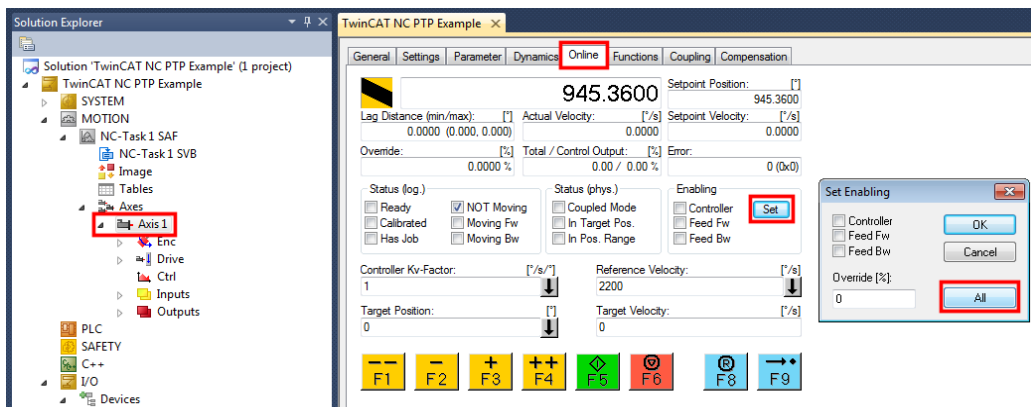 Solution Explorer
Solution 'TwinCAT NC PTP Example' (1 project)
TwinCAT NC PTP Example
SYSTEM
MOTION
NC-Task 1 SAF
NC-Task 1 SVB
Image
Tables
Axes
Axis 1
Enc
Drive
Ctrl
Inputs
Outputs
PLC
SAFETY
C++
I/O
Devices
TwinCAT NC PTP Example
General Settings Parameter Dynamics Online Functions Coupling Compensation
945.3600
Setpoint Position: [°]
945.3600
Lag Distance (min/max): [°] Actual Velocity: [°/s] Setpoint Velocity: [°/s]
0.0000 (0.000, 0.000) 0.0000 0.0000
Override: [%] Total / Control Output: [%] Error:
0.0000 % 0.00 / 0.00 % 0 (0x0)
Status (log.) Status (phys.) Enabling
Ready NOT Moving Coupled Mode Controller Set
Calibrated Moving Fw In Target Pos. Feed Fw
Has Job Moving Bw In Pos. Range Feed Bw
Controller Kv-Factor: [°/s/°] Reference Velocity: [°/s]
1 2200
Target Position: [°] Target Velocity: [°/s]
0 0
-- - + ++ R
F1 F2 F3 F4 F5 F6 F8 F9
Set Enabling
Controller OK
Feed Fw
Feed Bw Cancel
Override [%]:
0 All